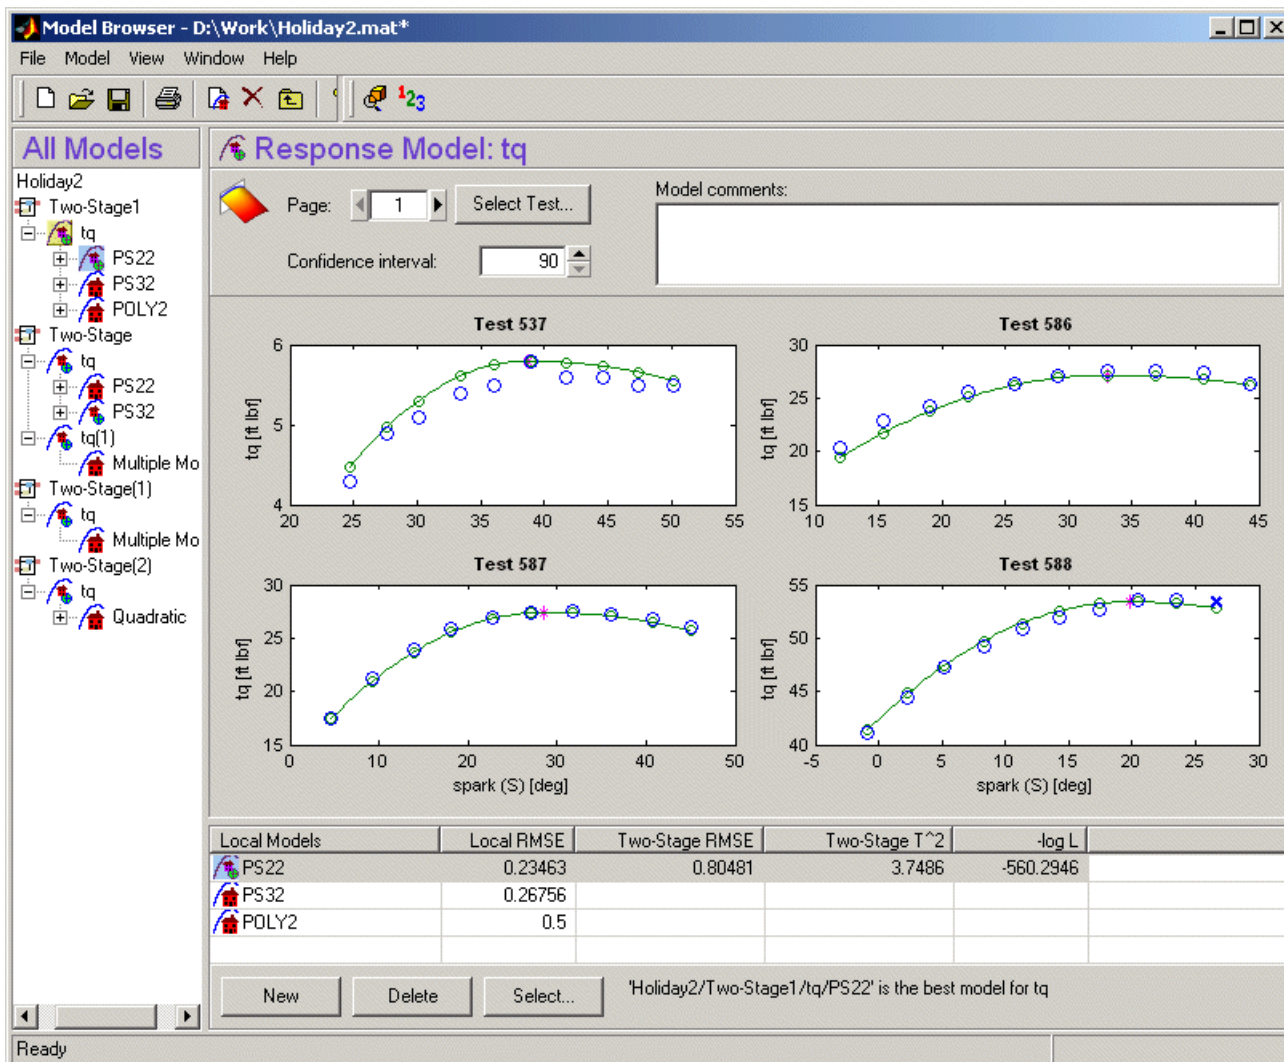 Model Browser - D:\Work\Holiday2.mat*
File Model View Window Help
123
All Models
Response Model: tq
Holiday2
Two-Stage1
tq
PS22
PS32
POLY2
Two-Stage
tq
PS22
PS32
tq(1)
Multiple Mo
Two-Stage(1)
tq
Multiple Mo
Two-Stage(2)
tq
Quadratic
Page: 1 Select Test...
Confidence interval: 90
Model comments:
Test 537
6
5
4
tq [ft lbf]
20 25 30 35 40 45 50 55
Test 586
30
25
20
15
tq [ft lbf]
10 15 20 25 30 35 40 45
Test 587
30
25
20
15
tq [ft lbf]
0 10 20 30 40 50
spark (S) [deg]
Test 588
55
50
45
40
tq [ft lbf]
-5 0 5 10 15 20 25 30
spark (S) [deg]
Local Models Local RMSE Two-Stage RMSE Two-Stage T^2 -log L
PS22 0.23463 0.80481 3.7486 -560.2946
PS32 0.26756
POLY2 0.5
New Delete Select... 'Holiday2/Two-Stage1/tq/PS22' is the best model for tq
Ready